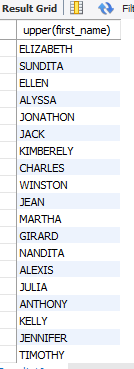 Result Grid Filt
upper(first_name)
ELIZABETH
SUNDITA
ELLEN
ALYSSA
JONATHON
JACK
KIMBERELY
CHARLES
WINSTON
JEAN
MARTHA
GIRARD
NANDITA
ALEXIS
JULIA
ANTHONY
KELLY
JENNIFER
TIMOTHY